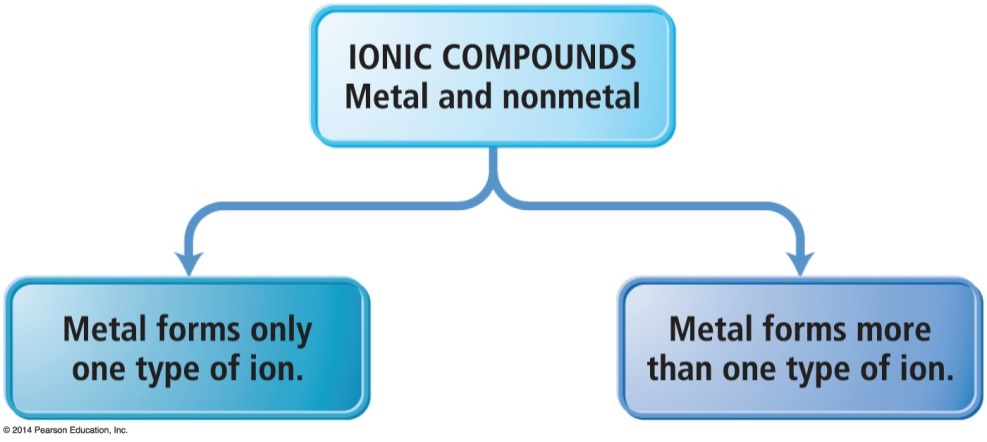 IONIC COMPOUNDS
Metal and nonmetal
Metal forms only
one type of ion.
Metal forms more
than one type of ion.
© 2014 Pearson Education, Inc.